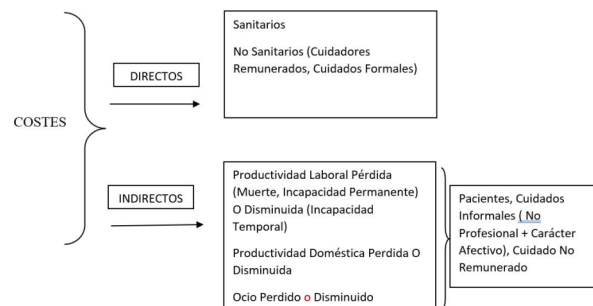 Sanitarios
No Sanitarios (Cuidadores
Remunerados, Cuidados Formales)
DIRECTOS
COSTES
INDIRECTOS
Productividad Laboral Pérdida
(Muerte, Incapacidad Permanente)
O Disminuida (Incapacidad
Temporal)
Productividad Doméstica Perdida O
Disminuida
Ocio Perdido o Disminuido
Pacientes, Cuidados
Informales ( No
Profesional + Carácter
Afectivo), Cuidado No
Remunerado